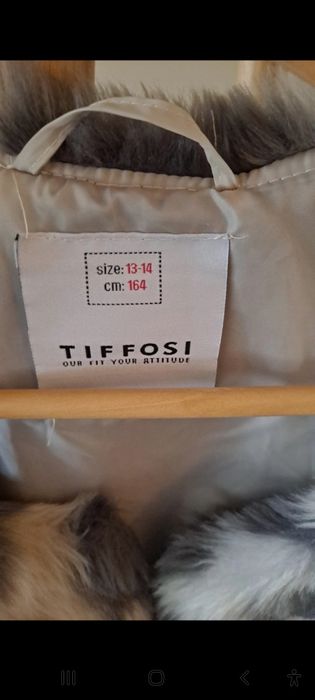 size: 13-14
cm: 164
TIFFOSI
OUR FIT YOUR ATTITUDE